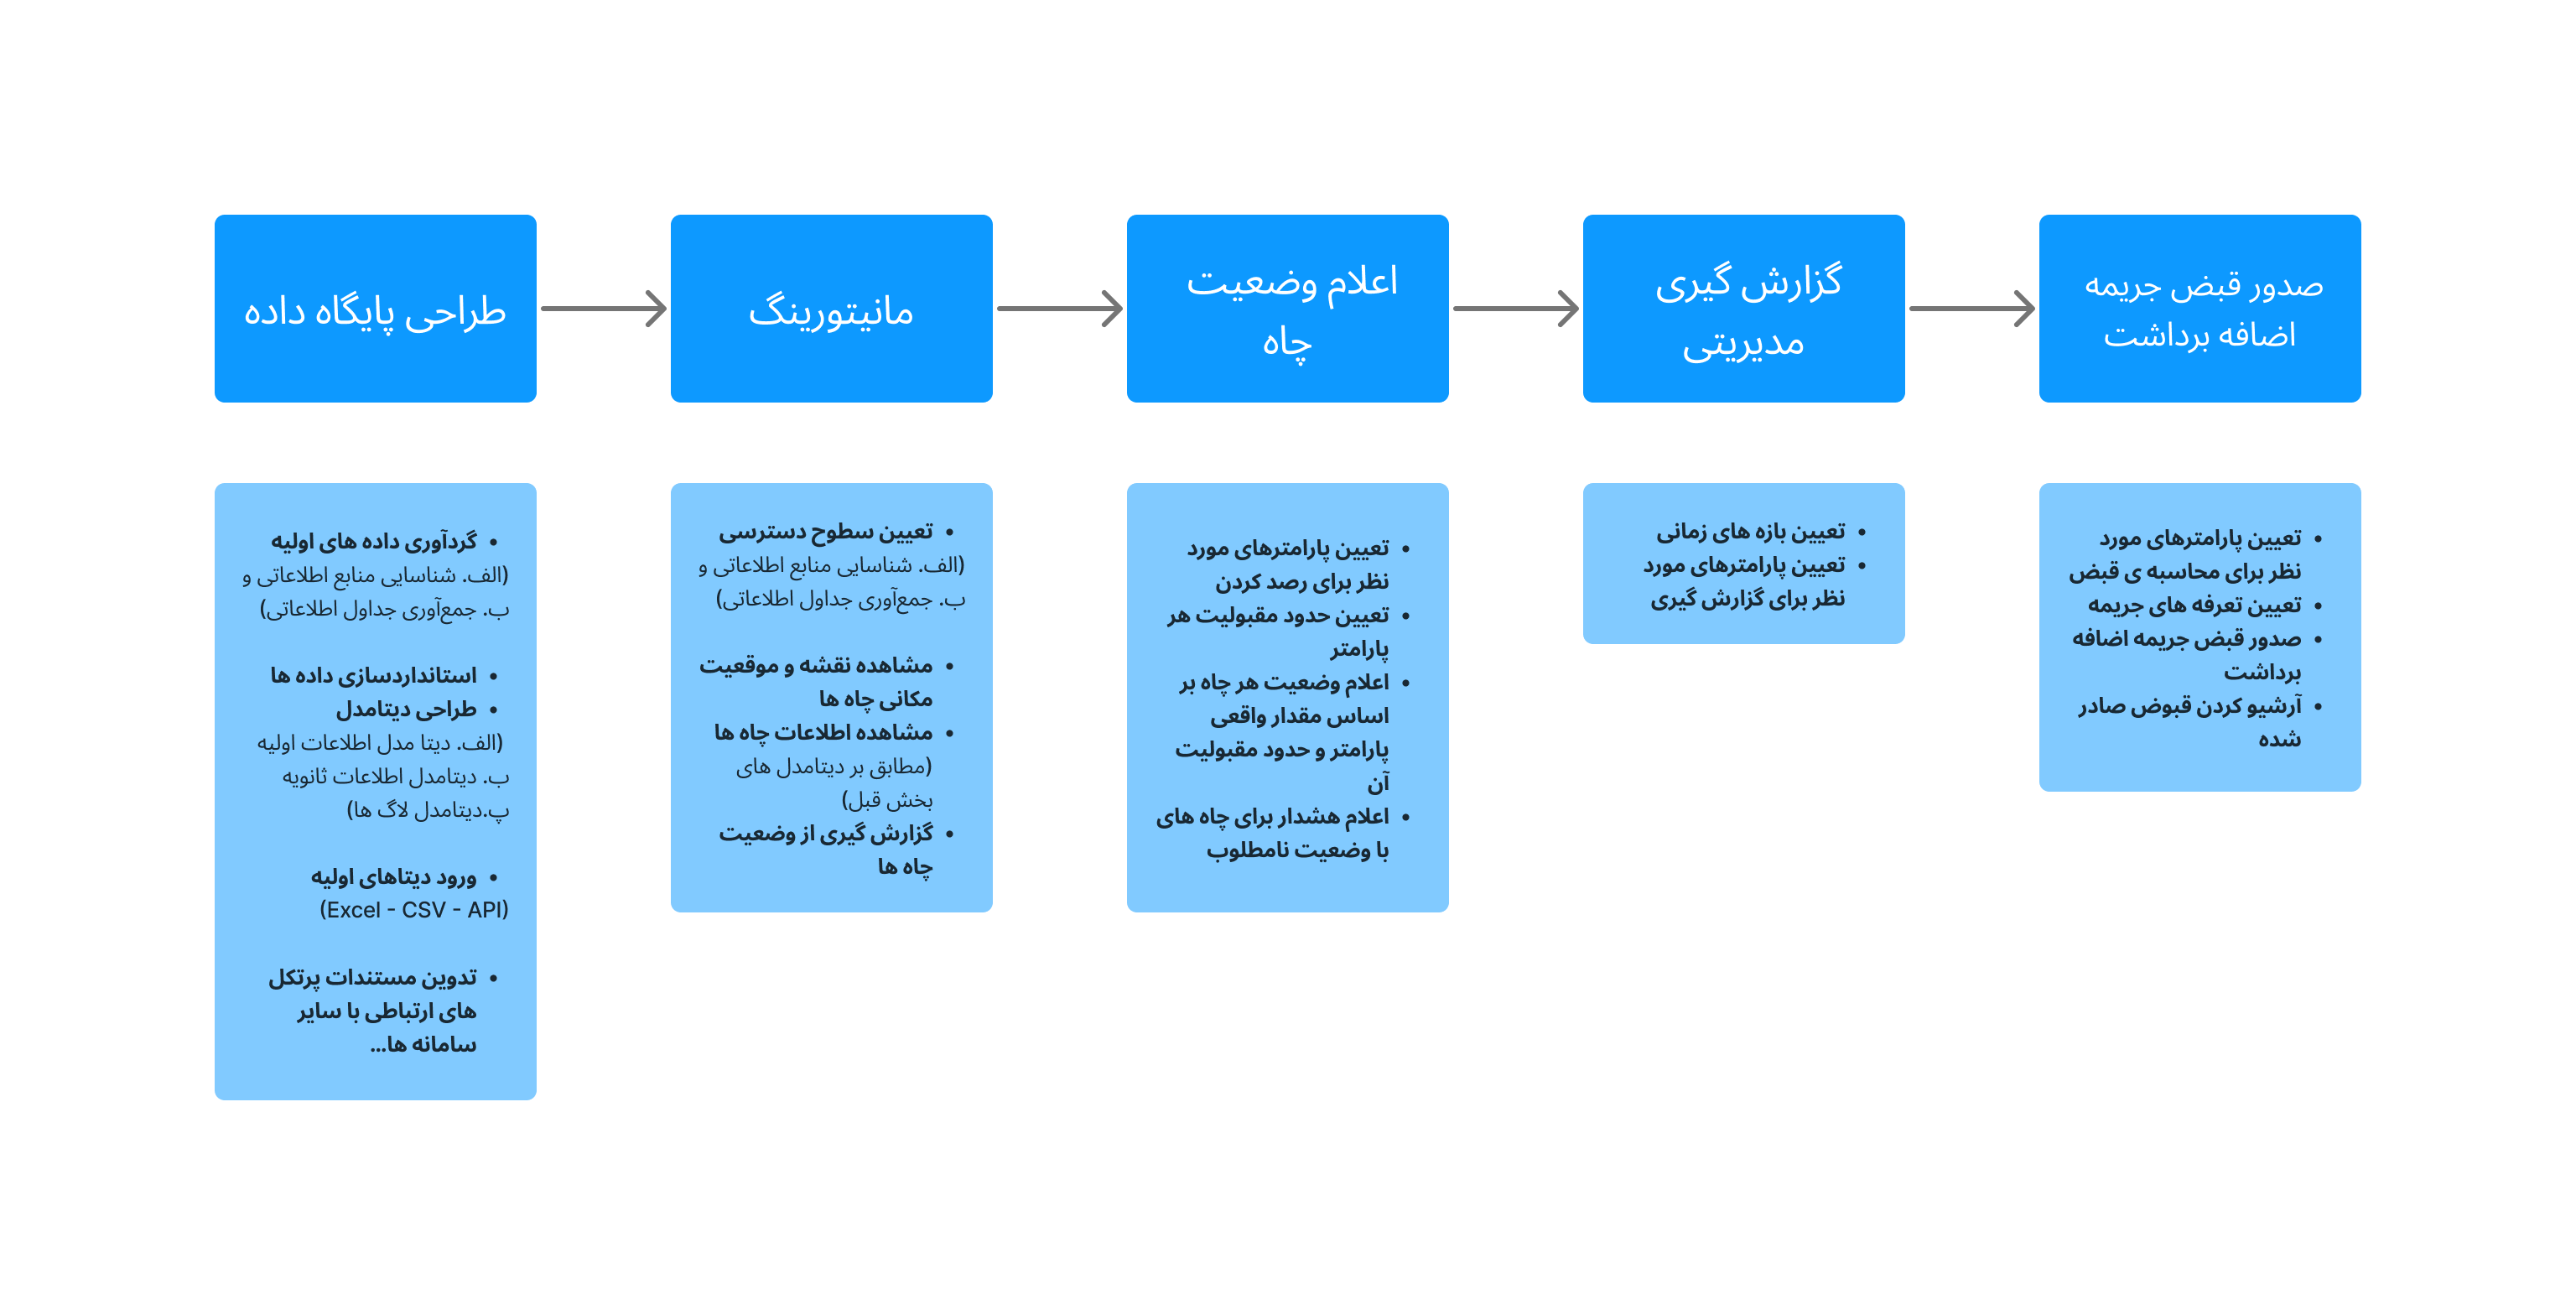 طراحی پایگاه داده
مانیتورینگ
اعلام وضعیت
چاه
گزارش گیری
مدیریتی
صدور قبض جریمه
اضافه برداشت
• گردآوری داده های اولیه
(الف. شناسایی منابع اطلاعاتی و
ب. جمع‌آوری جداول اطلاعاتی)
• استانداردسازی داده ها
• طراحی دیتامدل
(الف. دیتا مدل اطلاعات اولیه
ب. دیتامدل اطلاعات ثانویه
پ.دیتامدل لاگ ها)
• ورود دیتاهای اولیه
(Excel - CSV - API)
• تدوین مستندات پرتکل
های ارتباطی با سایر
سامانه ها...
• تعیین سطوح دسترسی
(الف. شناسایی منابع اطلاعاتی و
ب. جمع‌آوری جداول اطلاعاتی)
• مشاهده نقشه و موقعیت
مکانی چاه ها
• مشاهده اطلاعات چاه ها
(مطابق بر دیتامدل های
بخش قبل)
• گزارش گیری از وضعیت
چاه ها
• تعیین پارامترهای مورد
نظر برای رصد کردن
• تعیین حدود مقبولیت هر
پارامتر
• اعلام وضعیت هر چاه بر
اساس مقدار واقعی
پارامتر و حدود مقبولیت
آن
• اعلام هشدار برای چاه های
با وضعیت نامطلوب
• تعیین بازه های زمانی
• تعیین پارامترهای مورد
نظر برای گزارش گیری
• تعیین پارامترهای مورد
نظر برای محاسبه ی قبض
• تعیین تعرفه های جریمه
• صدور قبض جریمه اضافه
برداشت
• آرشیو کردن قبوض صادر
شده